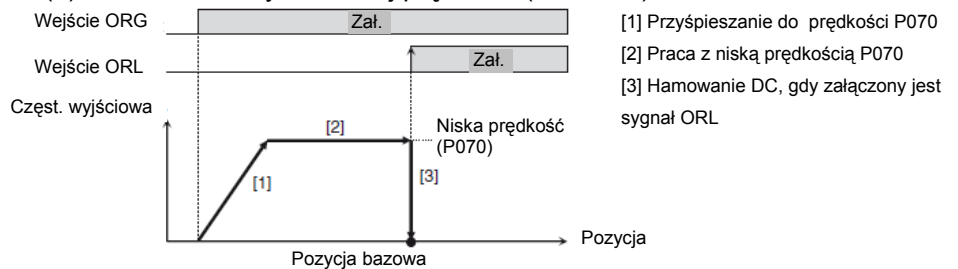 Wejście ORG
Zał.
[1] Przyśpieszanie do prędkości P070
Wejście ORL
Zał.
[2] Praca z niską prędkością P070
[3] Hamowanie DC, gdy załączony jest
sygnał ORL
Częst. wyjściowa
[2]
Niska prędkość
(P070)
[1]
[3]
Pozycja
Pozycja bazowa